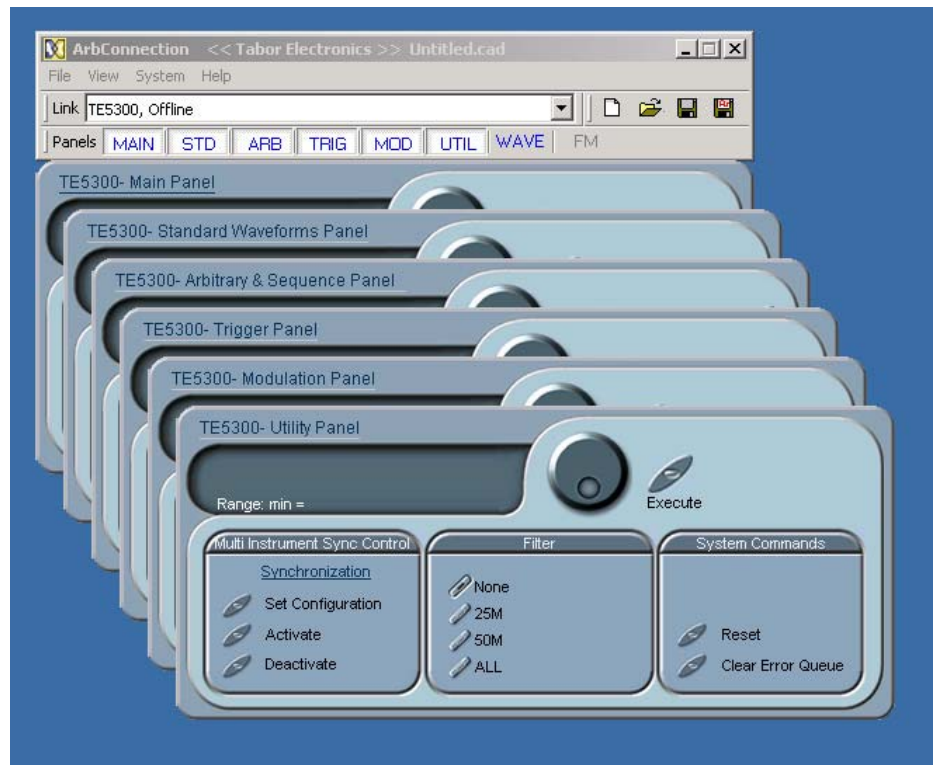 ArbConnection << Tabor Electronics >> Untitled.cad
File View System Help
Link TE5300, Offline
Panels MAIN STD ARB TRIG MOD UTIL WAVE FM
TE5300- Main Panel
TE5300- Standard Waveforms Panel
TE5300- Arbitrary & Sequence Panel
TE5300- Trigger Panel
TE5300- Modulation Panel
TE5300- Utility Panel
Range: min =
Execute
Multi Instrument Sync Control
Synchronization
Set Configuration
Activate
Deactivate
Filter
None
25M
50M
ALL
System Commands
Reset
Clear Error Queue